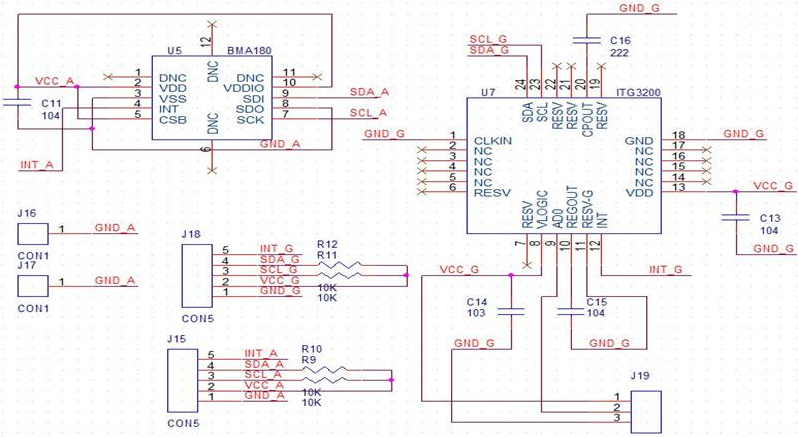 GND_G
C16
222
SCL_G
SDA_G
U5
BMA180
12
DNC
1 DNC
2 VDD
3 VSS
4 INT
5 CSB
DNC 11
VDDIO 10
SDI 9
SDO 8
SCK 7
DNC
6
VCC_A
C11
104
INT_A
SDA_A
SCL_A
GND_A
U7
ITG3200
24 23 22 21 20 19
SDA SCL RESV RESV CPOUT RESV
GND_G
1 CLKIN
2 NC
3 NC
4 NC
5 NC
6 RESV
GND 18
NC 17
NC 16
NC 15
NC 14
VDD 13
GND_G
VCC_G
C13
104
GND_G
RESV VLOGIC AD0 REGOUT RESV-G INT
7 8 9 10 11 12
VCC_G
INT_G
C14
103
C15
104
GND_G
GND_G
J19
1
2
3
J16
1 GND_A
CON1
J17
1 GND_A
CON1
J18
5 INT_G
4 SDA_G
3 SCL_G
2 VCC_G
1 GND_G
R12
R11
10K
10K
CON5
J15
5 INT_A
4 SDA_A
3 SCL_A
2 VCC_A
1 GND_A
R10
R9
10K
10K
CON5